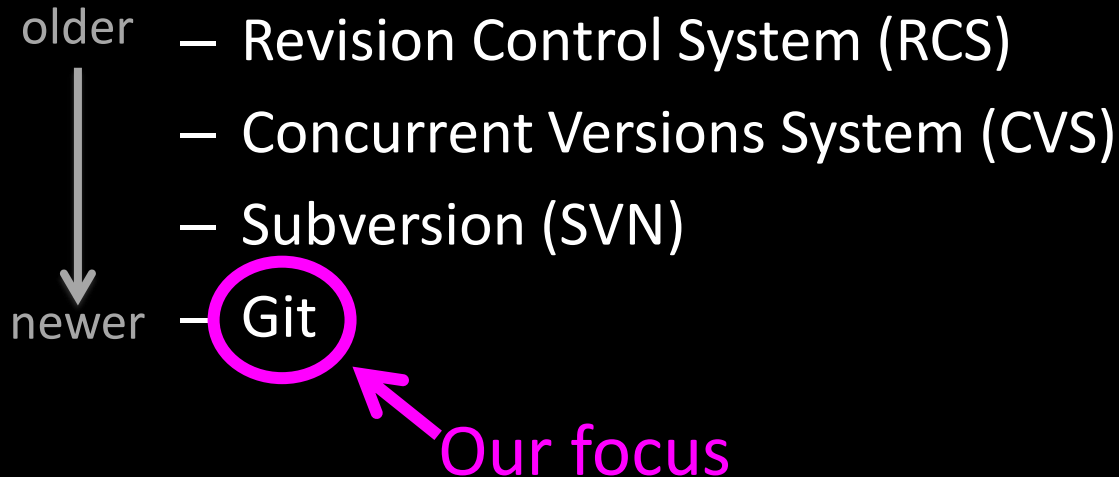 older
– Revision Control System (RCS)
– Concurrent Versions System (CVS)
– Subversion (SVN)
newer
– Git
Our focus